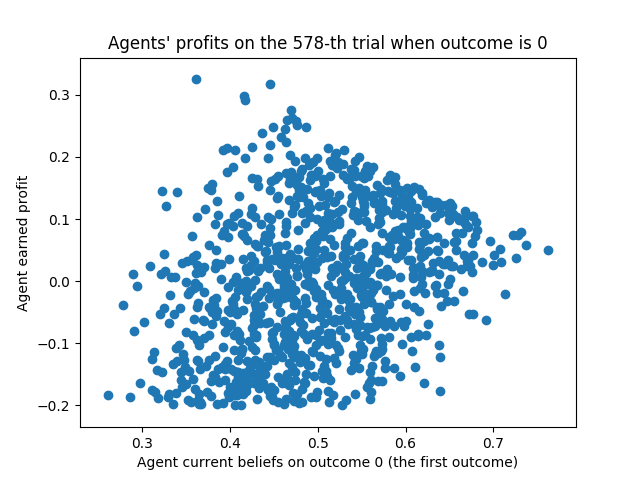 Agents' profits on the 578-th trial when outcome is 0
0.3
0.2
0.1
0.0
−0.1
−0.2
Agent earned profit
0.3 0.4 0.5 0.6 0.7
Agent current beliefs on outcome 0 (the first outcome)